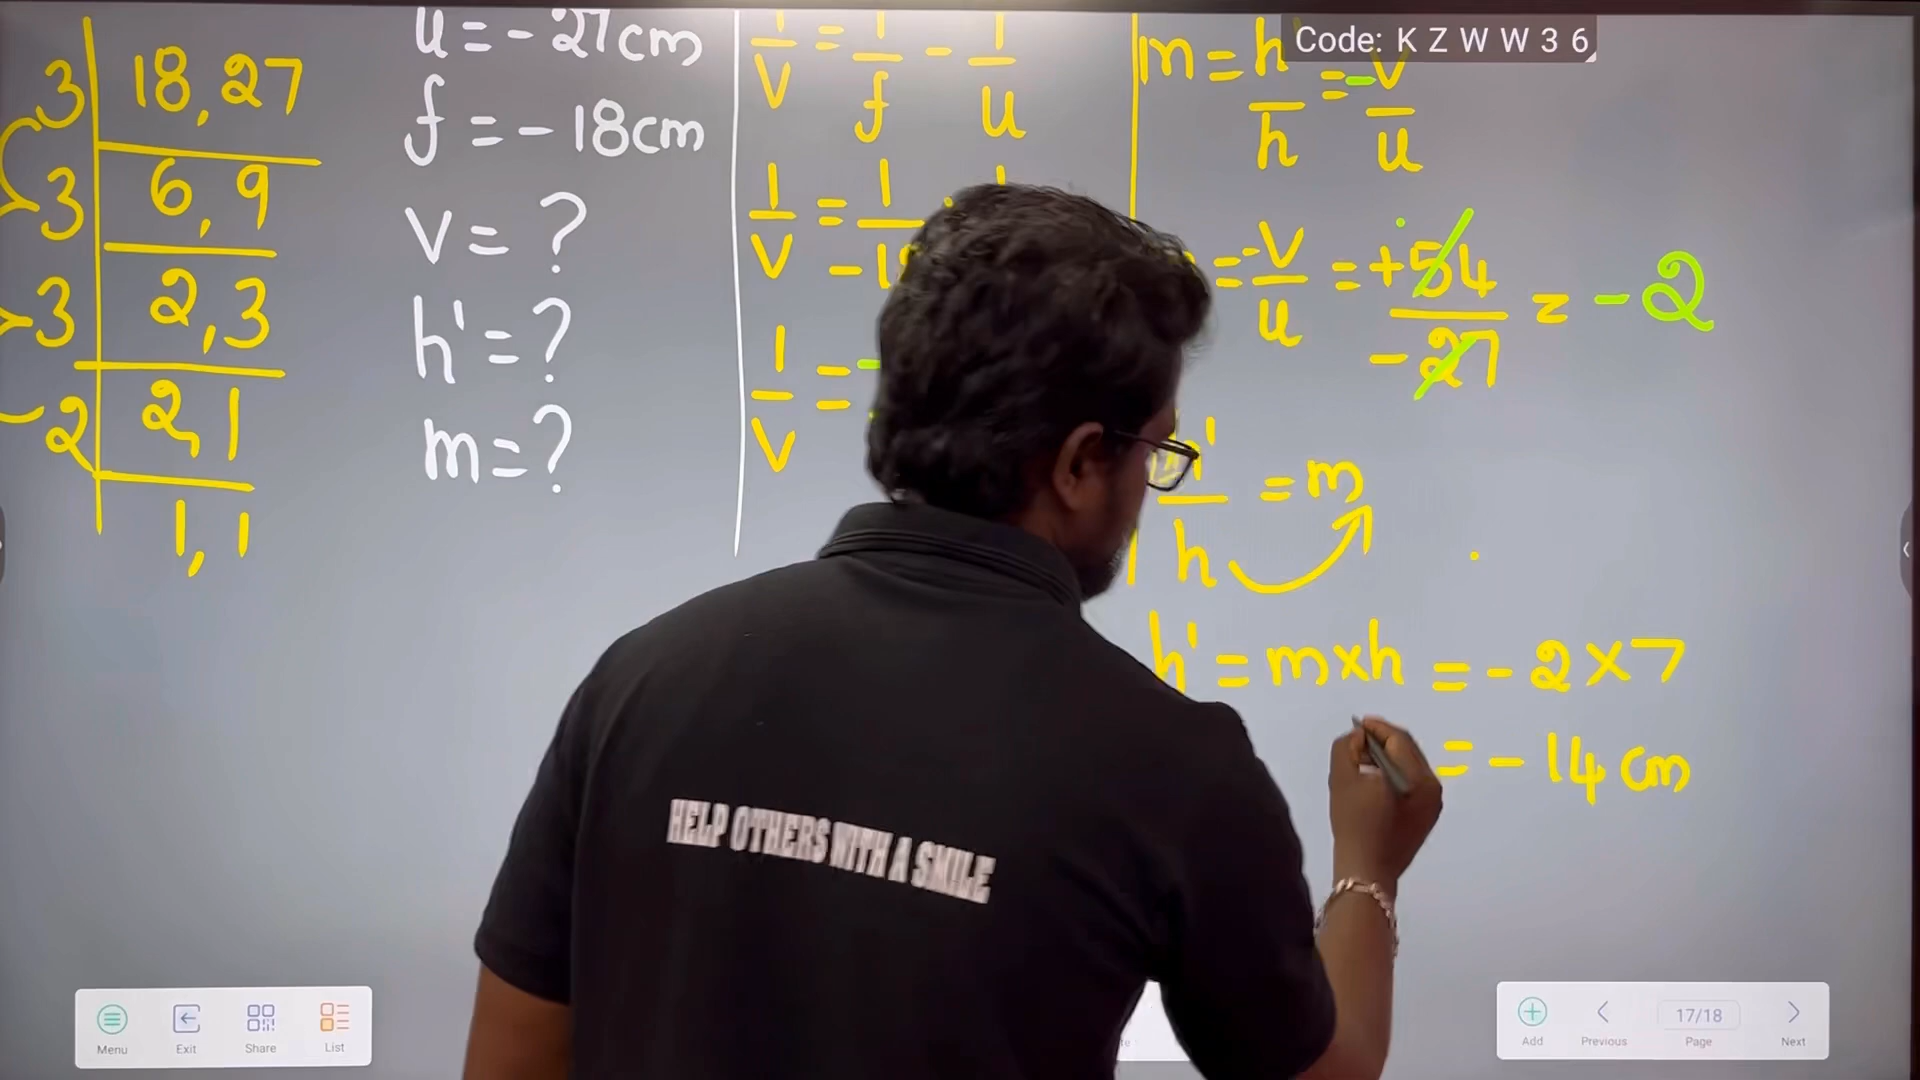 Code: K Z W W 3 6
3 | 18, 27
3 | 6, 9
3 | 2, 3
2 | 2, 1
1, 1
u = - 27cm
f = - 18cm
v = ?
h' = ?
m = ?
1/v = 1/f - 1/u
1/v = 1/-1
1/v = -
m = h/h = -v/u
= -v/u = +54/-27 = -2
h'/h = m
h' = m×h = - 2 × 7
= - 14 cm
HELP OTHERS WITH A SMILE
Menu Exit Share List
Add Previous 17/18 Page Next